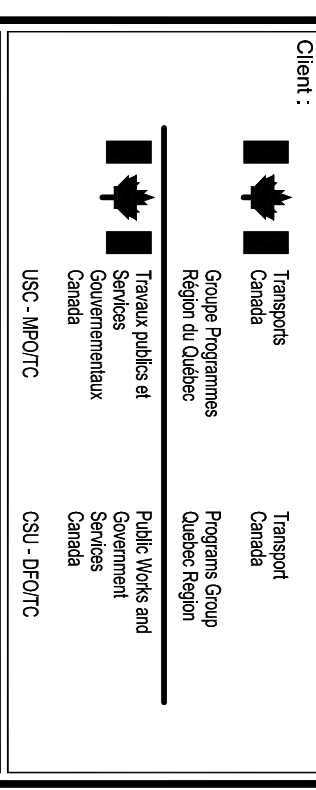 Client :
Transports
Canada
Transport
Canada
Groupe Programmes
Région du Québec
Programs Group
Quebec Region
Travaux publics et
Services
Gouvernementaux
Canada
Public Works and
Government
Services
Canada
USC - MPO/TC
CSU - DFO/TC